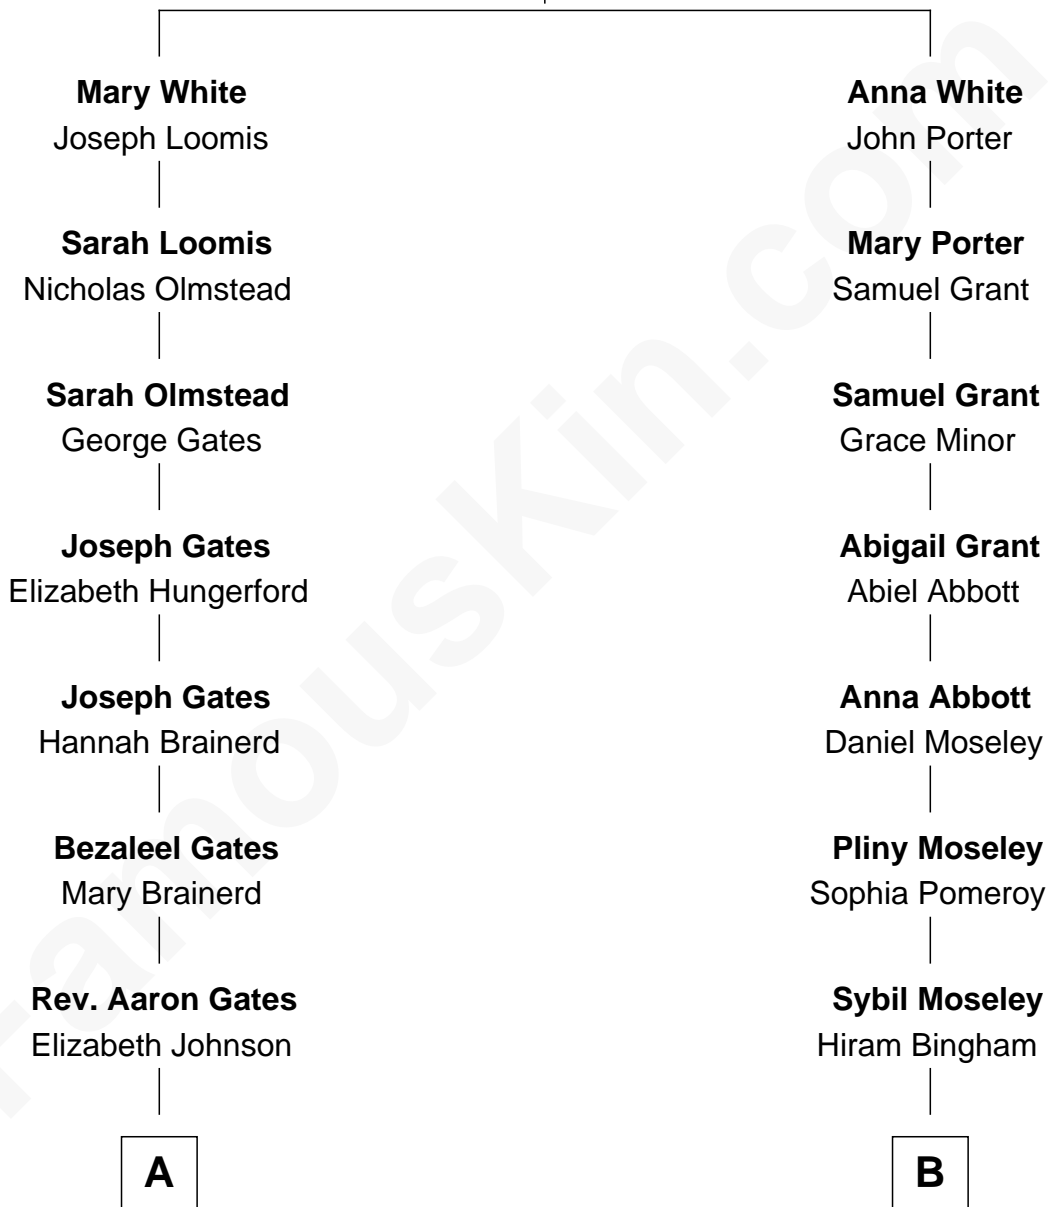 Mary White
Joseph Loomis
Sarah Loomis
Nicholas Olmstead
Sarah Olmstead
George Gates
Joseph Gates
Elizabeth Hungerford
Joseph Gates
Hannah Brainerd
Bezaleel Gates
Mary Brainerd
Rev. Aaron Gates
Elizabeth Johnson
A
Anna White
John Porter
Mary Porter
Samuel Grant
Samuel Grant
Grace Minor
Abigail Grant
Abiel Abbott
Anna Abbott
Daniel Moseley
Pliny Moseley
Sophia Pomeroy
Sybil Moseley
Hiram Bingham
B
FamousKin.com